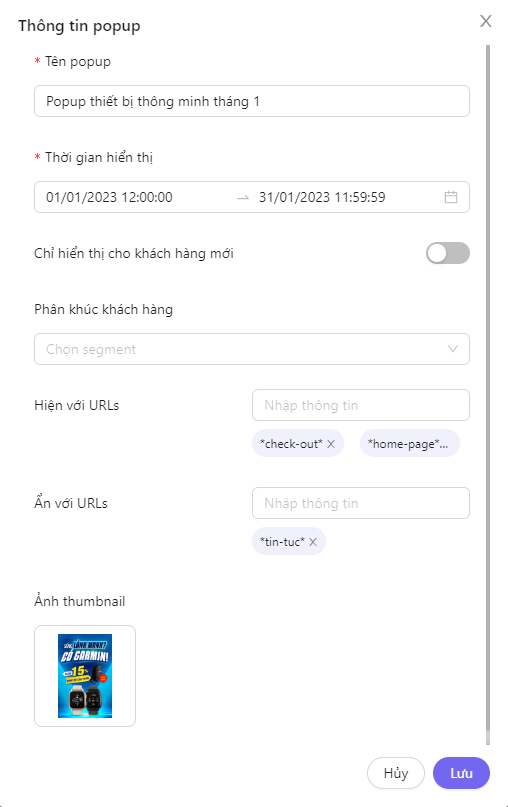 Thông tin popup
* Tên popup
Popup thiết bị thông minh tháng 1
* Thời gian hiển thị
01/01/2023 12:00:00 → 31/01/2023 11:59:59
Chỉ hiển thị cho khách hàng mới
Phân khúc khách hàng
Chọn segment
Hiện với URLs
Nhập thông tin
*check-out* *home-page*...
Ẩn với URLs
Nhập thông tin
*tin-tuc*
Ảnh thumbnail
LÀNH MẠNH?
CÓ GARMIN!
15%
Hủy Lưu